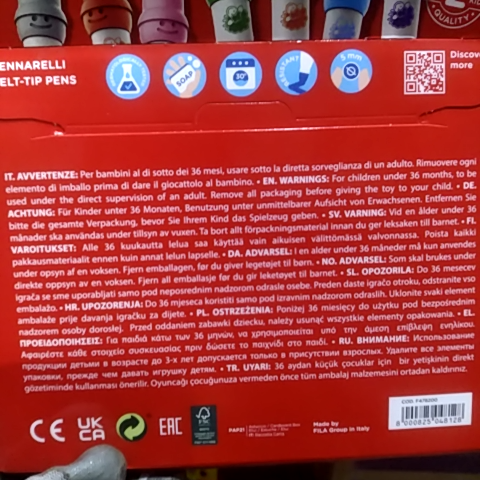 QUALITY
ENNARELLI
ELT-TIP PENS
SOAP
30°
5 mm
Discov
more
IT. AVVERTENZE: Per bambini al di sotto dei 36 mesi, usare sotto la diretta sorveglianza di un adulto. Rimuovere ogni
elemento di imballo prima di dare il giocattolo al bambino. • EN. WARNINGS: For children under 36 months, to be
used under the direct supervision of an adult. Remove all packaging before giving the toy to your child. • DE.
ACHTUNG: Für Kinder unter 36 Monaten, Benutzung unter unmittelbarer Aufsicht von Erwachsenen. Entfernen Sie
bitte die gesamte Verpackung, bevor Sie Ihrem Kind das Spielzeug geben. • SV. VARNING: Vid en ålder under 36
månader ska användas under tillsyn av vuxen. Ta bort allt förpackningsmaterial innan du ger leksaken till barnet. • FI.
VAROITUKSET: Alle 36 kuukautta lelua saa käyttää vain aikuisen välittömässä valvonnassa. Poista kaikki
pakkausmateriaalit ennen kuin annat lelun lapselle. • DA. ADVARSEL: I en alder under 36 måneder må kun anvendes
under opsyn af en voksen. Fjern emballagen, før du giver legetøjet til barnet. • NO. ADVARSEL: Som skal brukes under
direkte oppsyn av en voksen. Fjern all emballasje før du gir leketøyet til barnet. • SL. OPOZORILA: Do 36 mesecev
igrača se sme uporabljati samo pod neposrednim nadzorom odrasle osebe. Preden daste igračo otroku, odstranite vso
embalažo. • HR. UPOZORENJA: Do 36 mjeseci koristiti samo pod izravnim nadzorom odraslih. Uklonite svaki element
ambalaže prije davanja igračke za dijete. • PL. OSTRZEŻENIA: Poniżej 36 miesięcy do użytku pod bezpośrednim
nadzorem osoby dorosłej. Przed oddaniem zabawki dziecku, należy usunąć wszystkie elementy opakowania. • EL.
ΠΡΟΕΙΔΟΠΟΙΗΣΕΙΣ: Για παιδιά κάτω των 36 μηνών, να χρησιμοποιείται υπό την άμεση επίβλεψη ενηλίκου.
Αφαιρέστε κάθε στοιχείο συσκευασίας πριν δώσετε το παιχνίδι στο παιδί. • RU. ВНИМАНИЕ: Использование
продукции детьми в возрасте до 3-х лет допускается только в присутствии взрослых. Удалите все элементы
упаковки, прежде чем давать игрушку детям. • TR. UYARI: 36 aydan küçük çocuklar için bir yetişkinin direkt
gözetiminde kullanması önerilir. Oyuncağı çocuğunuza vermeden önce tüm ambalaj malzemesini ortadan kaldırınız.
CE UK CA EAC FSC
PAP21
Made by
FILA Group in Italy
COD. FA76200
8 000825 048128